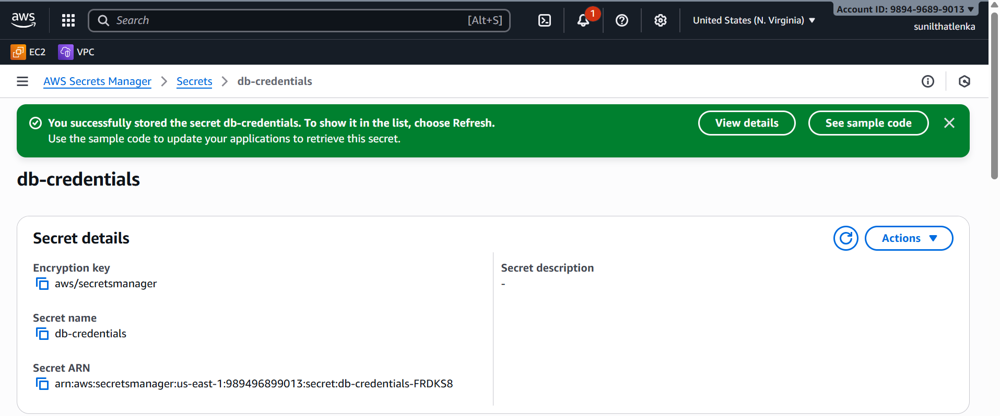 aws
Search
[Alt+S]
1
United States (N. Virginia)
Account ID: 9894-9689-9013
sunilthatlenka
EC2
VPC
AWS Secrets Manager
Secrets
db-credentials
You successfully stored the secret db-credentials. To show it in the list, choose Refresh.
Use the sample code to update your applications to retrieve this secret.
View details
See sample code
db-credentials
Secret details
Actions
Encryption key
aws/secretsmanager
Secret name
db-credentials
Secret ARN
arn:aws:secretsmanager:us-east-1:989496899013:secret:db-credentials-FRDKS8
Secret description
-